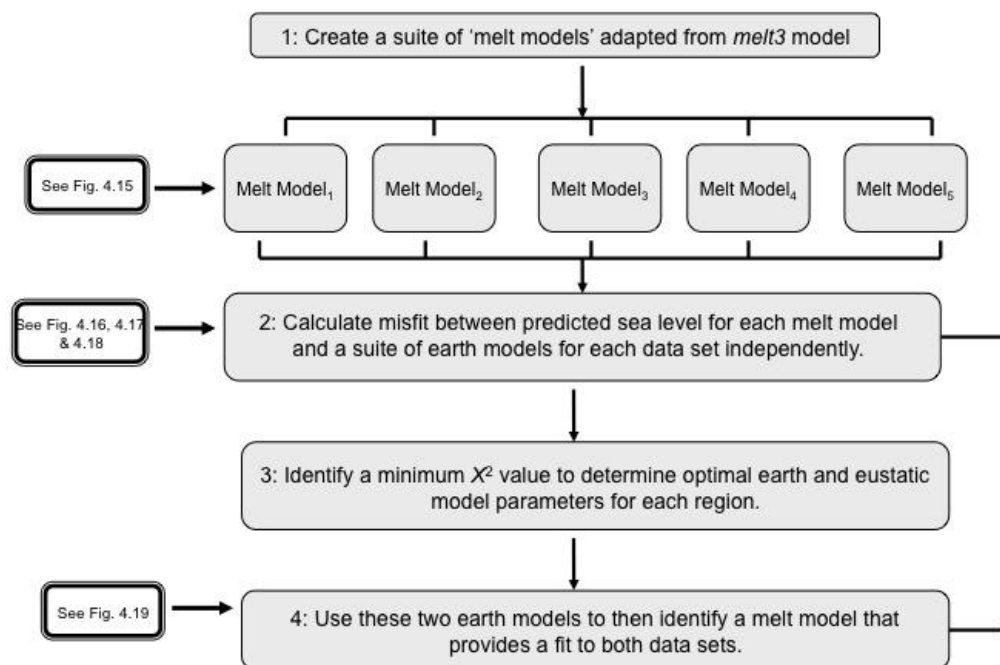 1: Create a suite of ‘melt models’ adapted from melt3 model
See Fig. 4.15
Melt Model1
Melt Model2
Melt Model3
Melt Model4
Melt Model5
See Fig. 4.16, 4.17
& 4.18
2: Calculate misfit between predicted sea level for each melt model
and a suite of earth models for each data set independently.
3: Identify a minimum X² value to determine optimal earth and eustatic
model parameters for each region.
See Fig. 4.19
4: Use these two earth models to then identify a melt model that
provides a fit to both data sets.